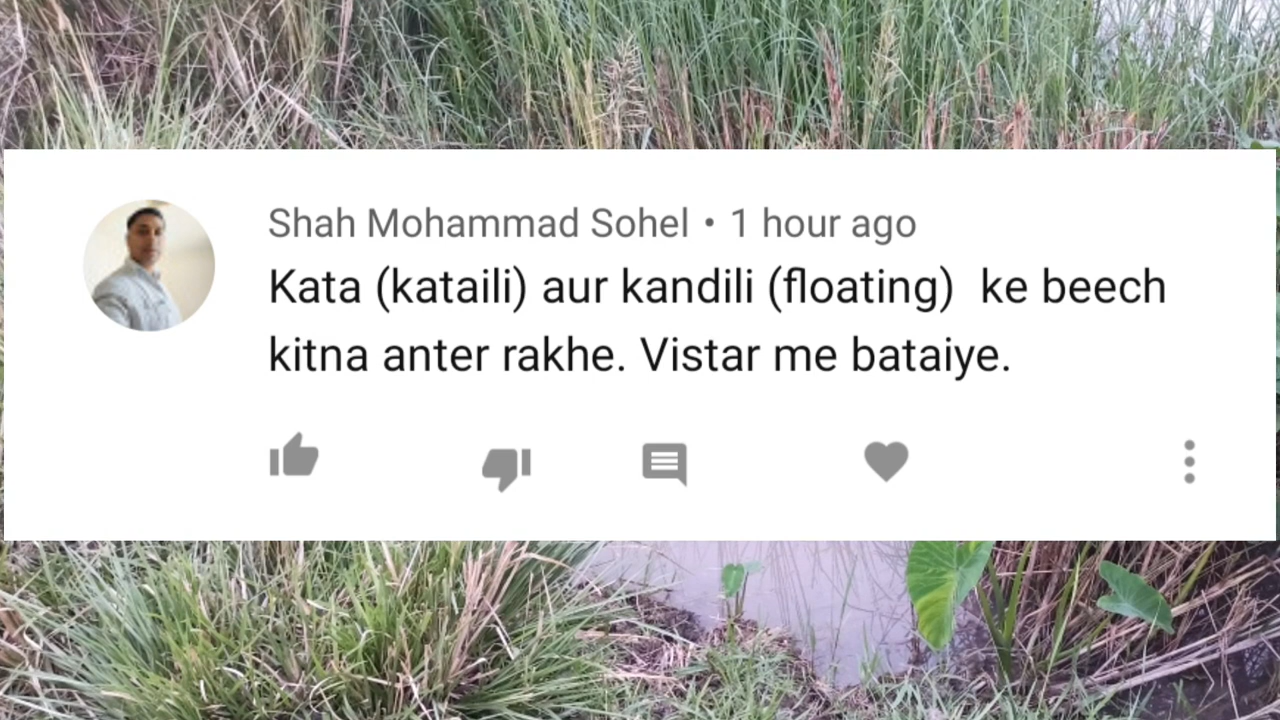 Shah Mohammad Sohel • 1 hour ago
Kata (kataili) aur kandili (floating) ke beech
kitna anter rakhe. Vistar me bataiye.